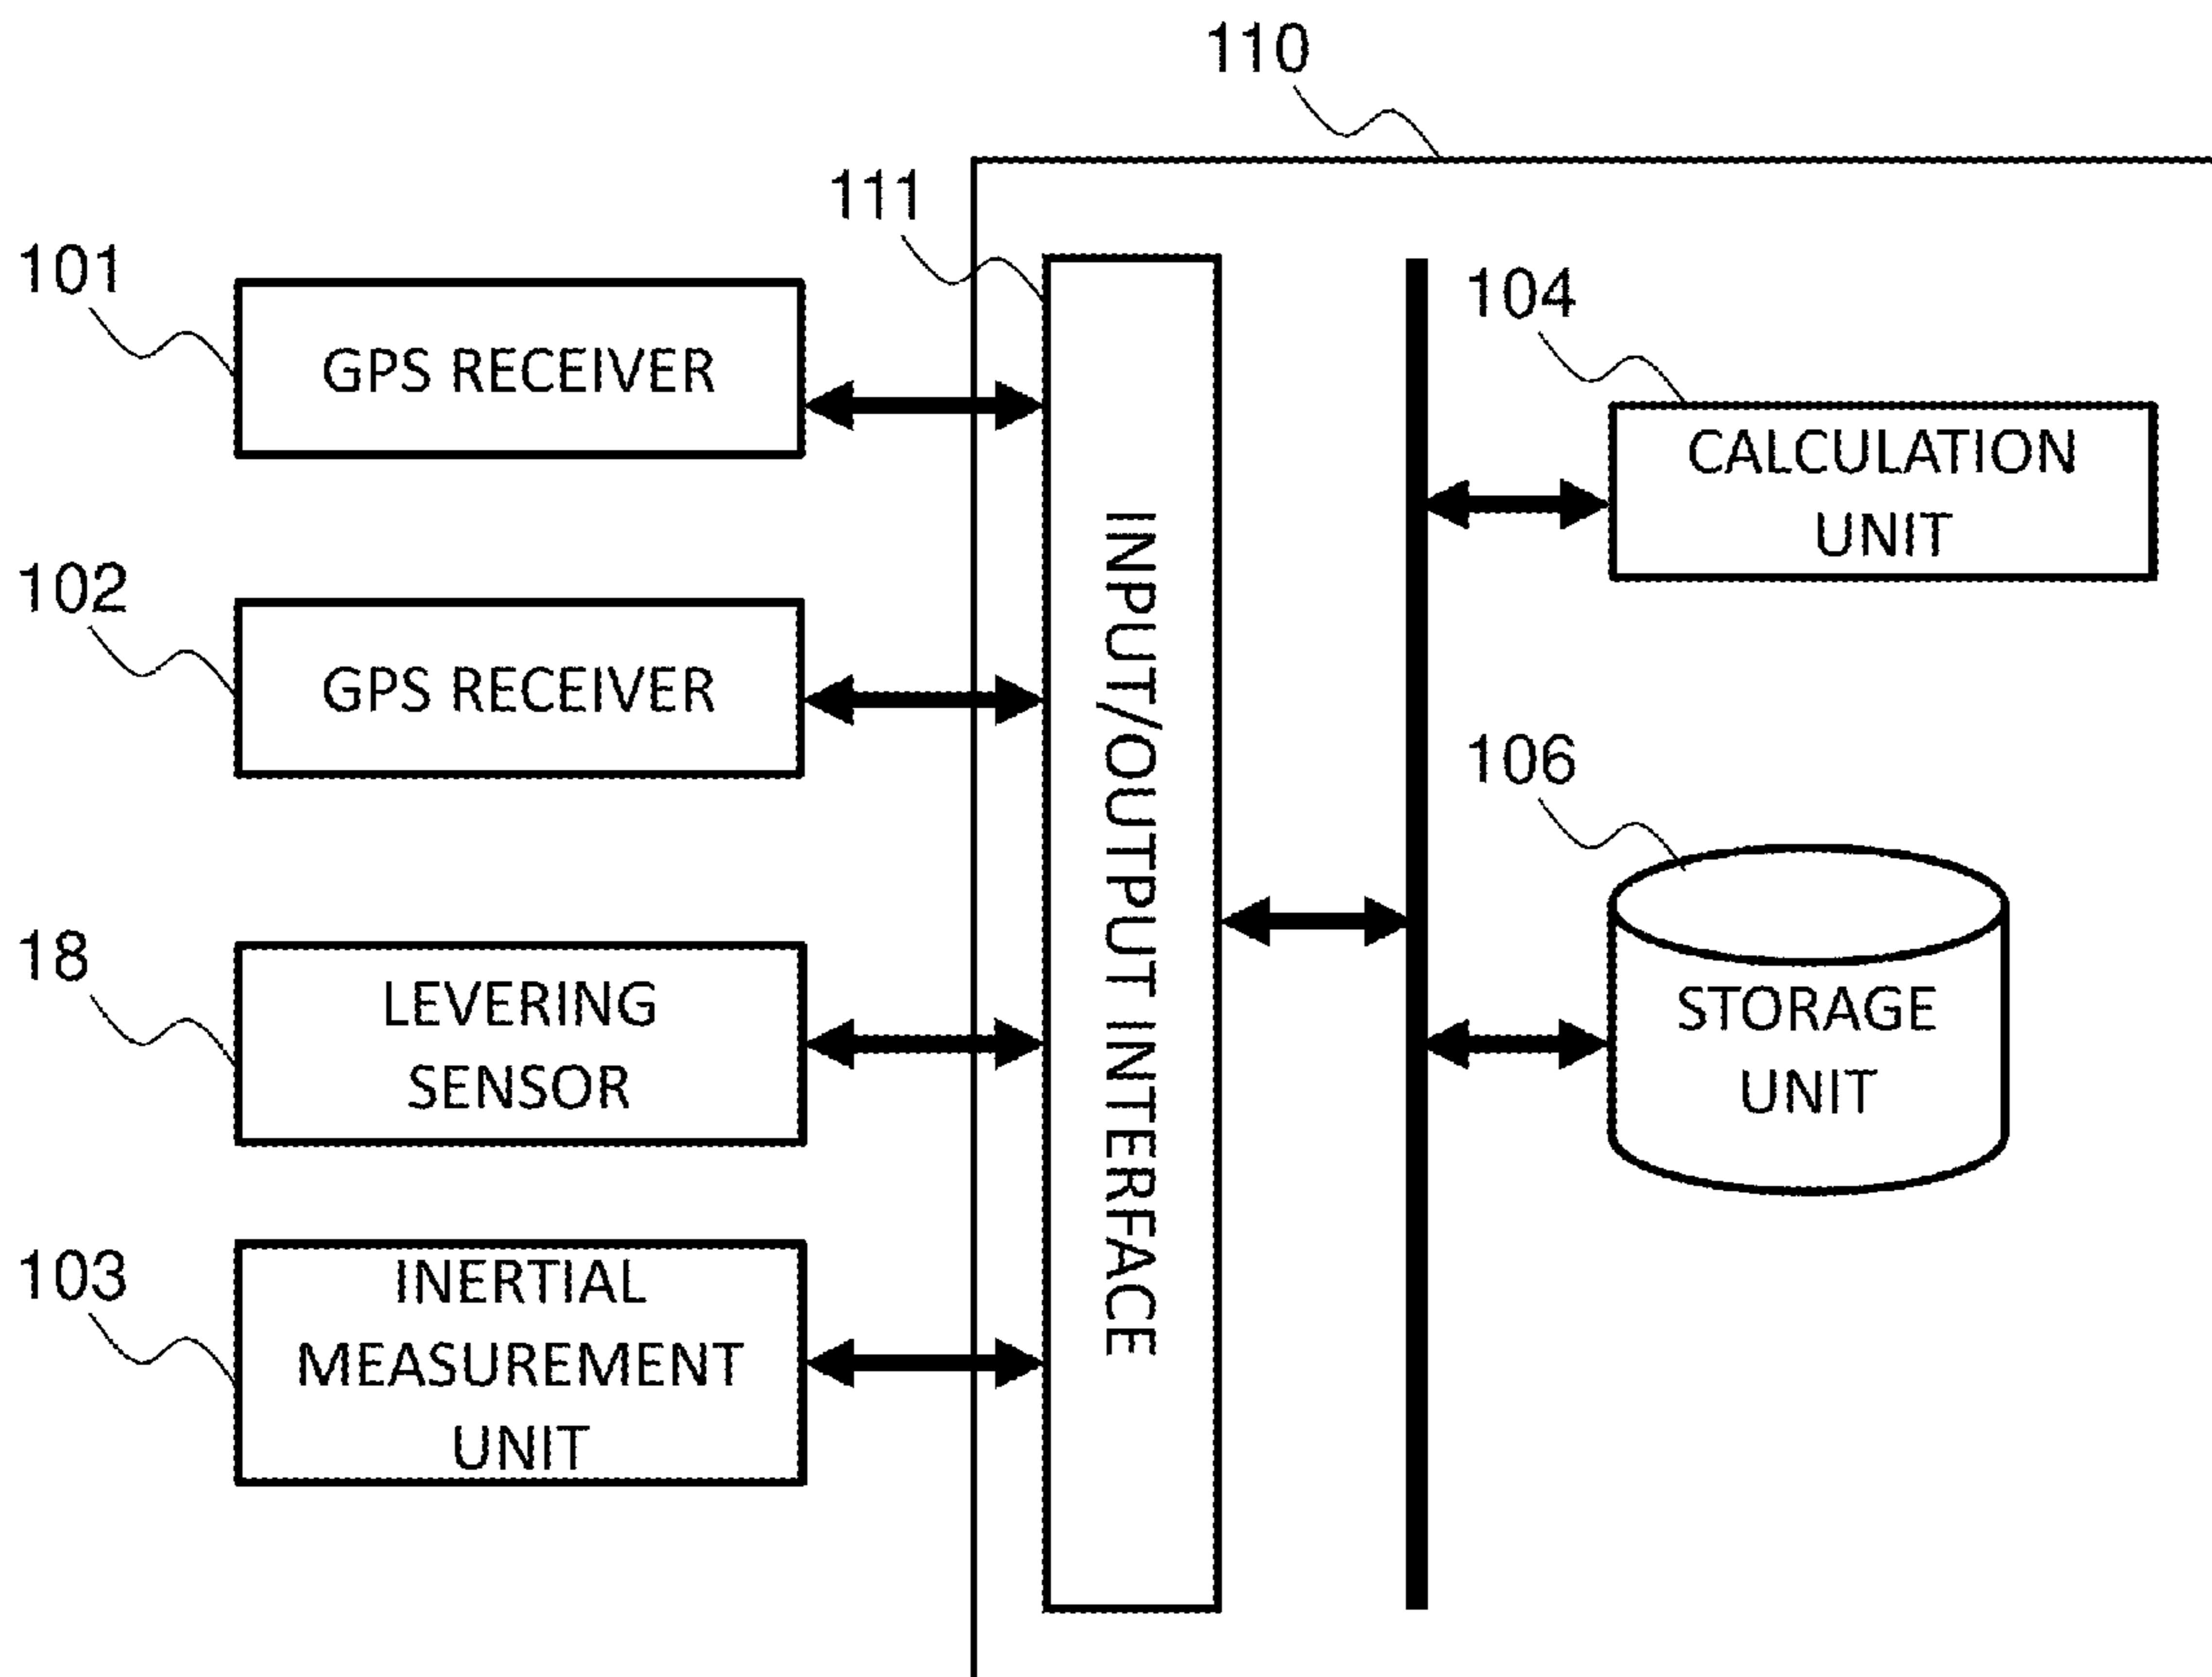 110
111
101
GPS RECEIVER
104
CALCULATION
UNIT
102
GPS RECEIVER
106
STORAGE
UNIT
18
LEVERING
SENSOR
103
INERTIAL
MEASUREMENT
UNIT
INPUT/OUTPUT INTERFACE